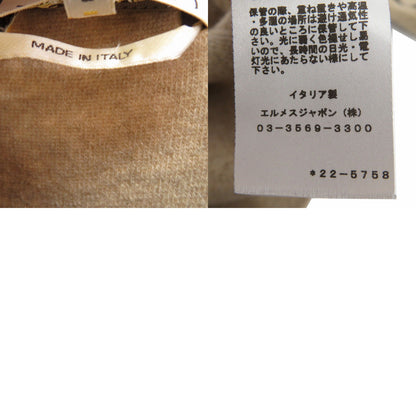 MADE IN ITALY
保管の際、重ね置きや高温
・多湿の場所は避け通気性
の良いところに保管して下
さい。光に弱く色褪せし易
いので、長時間の日光・電
灯光にあたらない様にして
下さい。
イタリア製
エルメスジャポン(株)
03-3569-3300
*22-5758